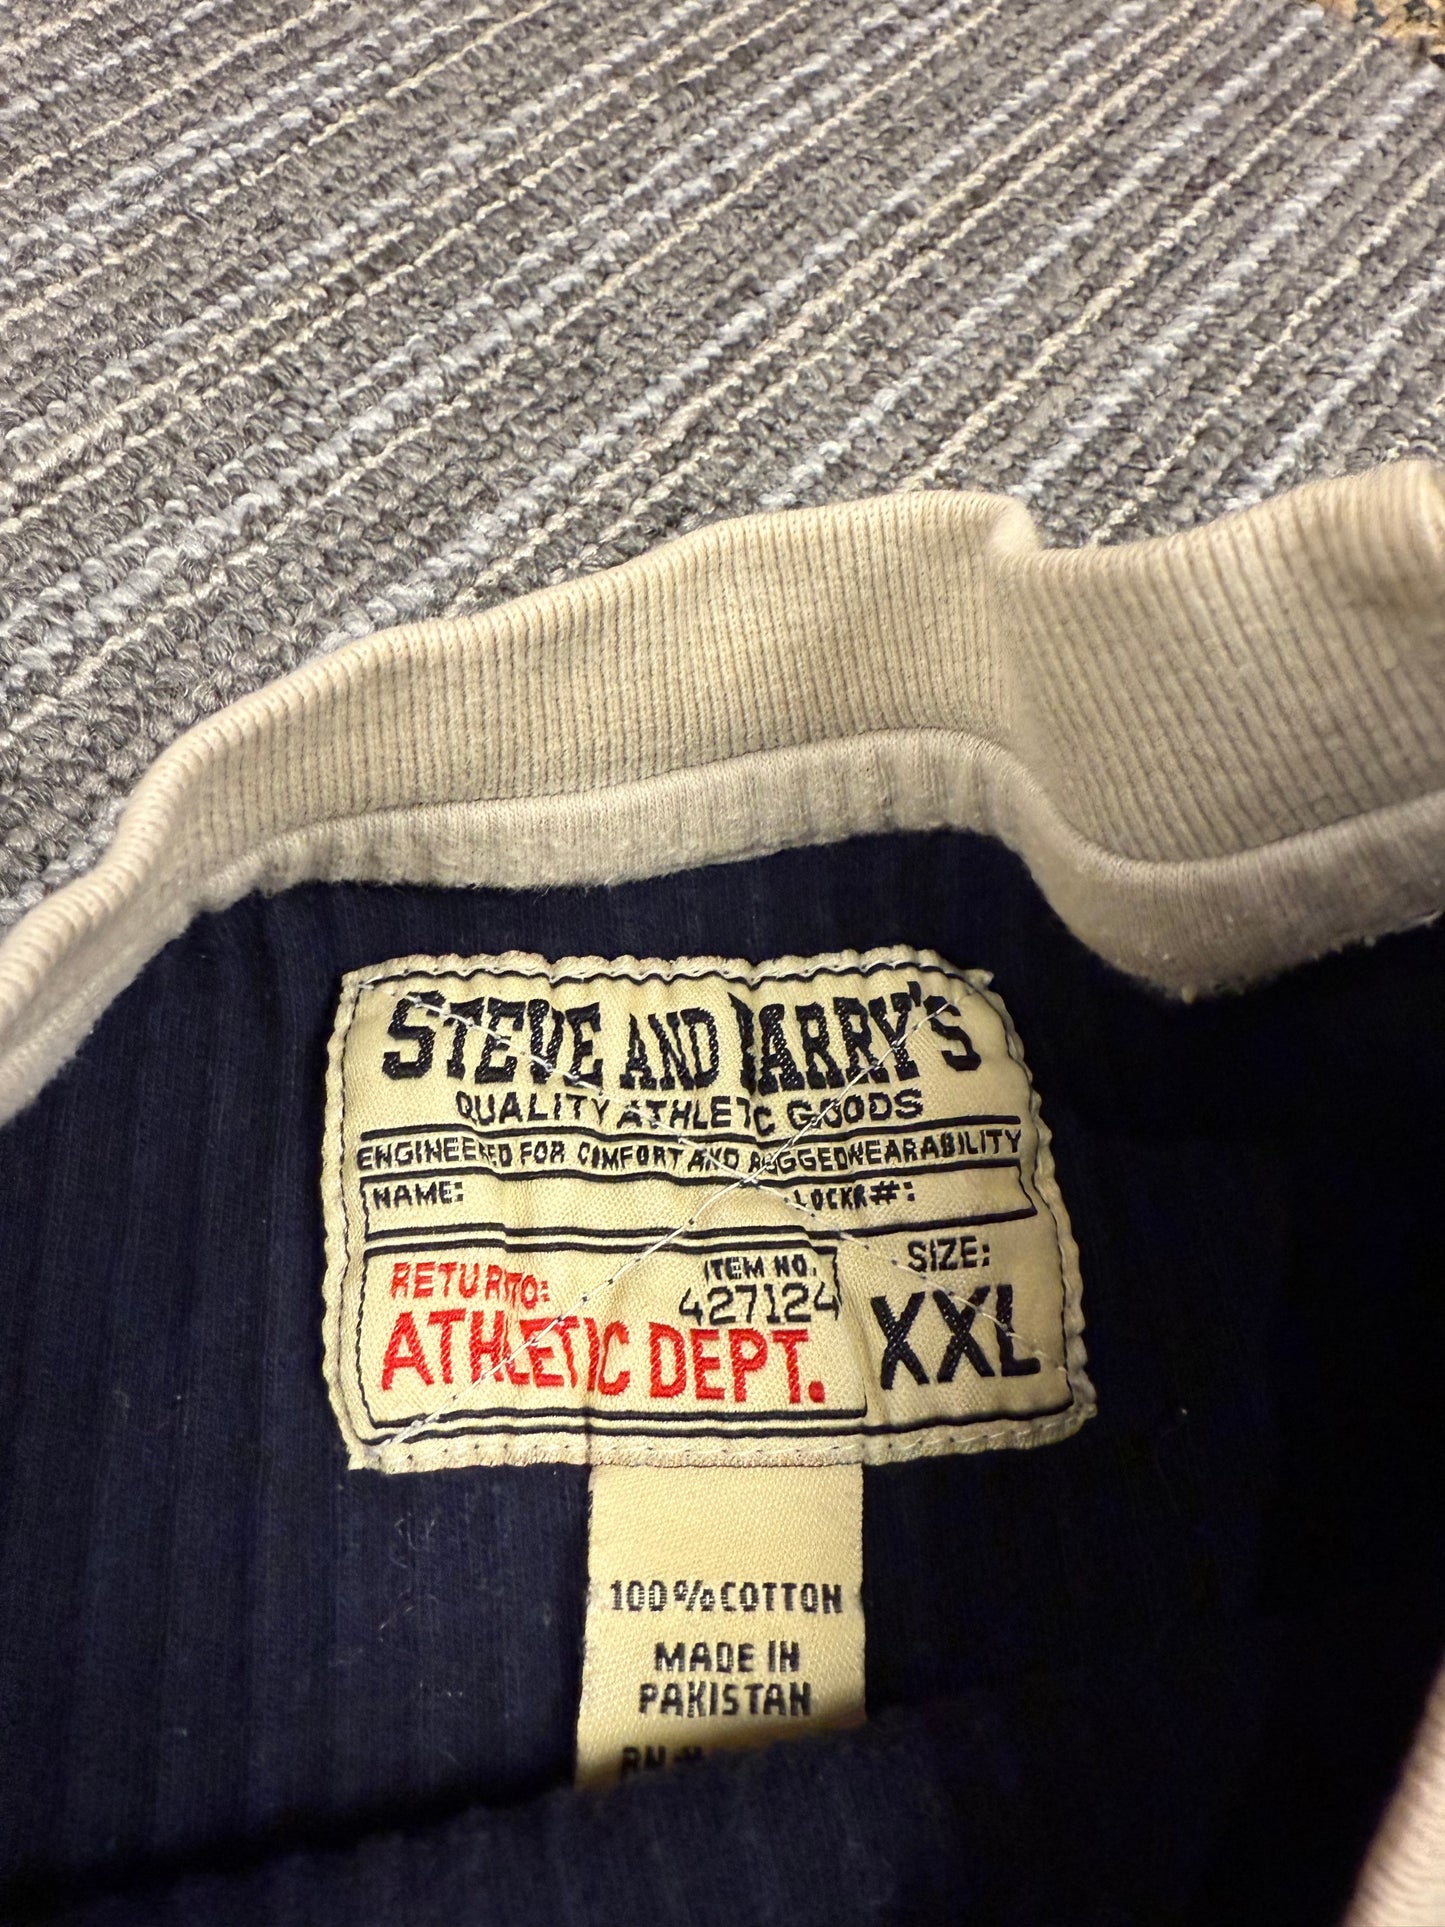 STEVE AND BARRY'S
QUALITY ATHLETIC GOODS
ENGINEERED FOR COMFORT AND RUGGED WEARABILITY
NAME: LOCKR#:
RETURN TO:
ITEM NO.
427124
ATHLETIC DEPT.
SIZE:
XXL
100% COTTON
MADE IN
PAKISTAN
RN #